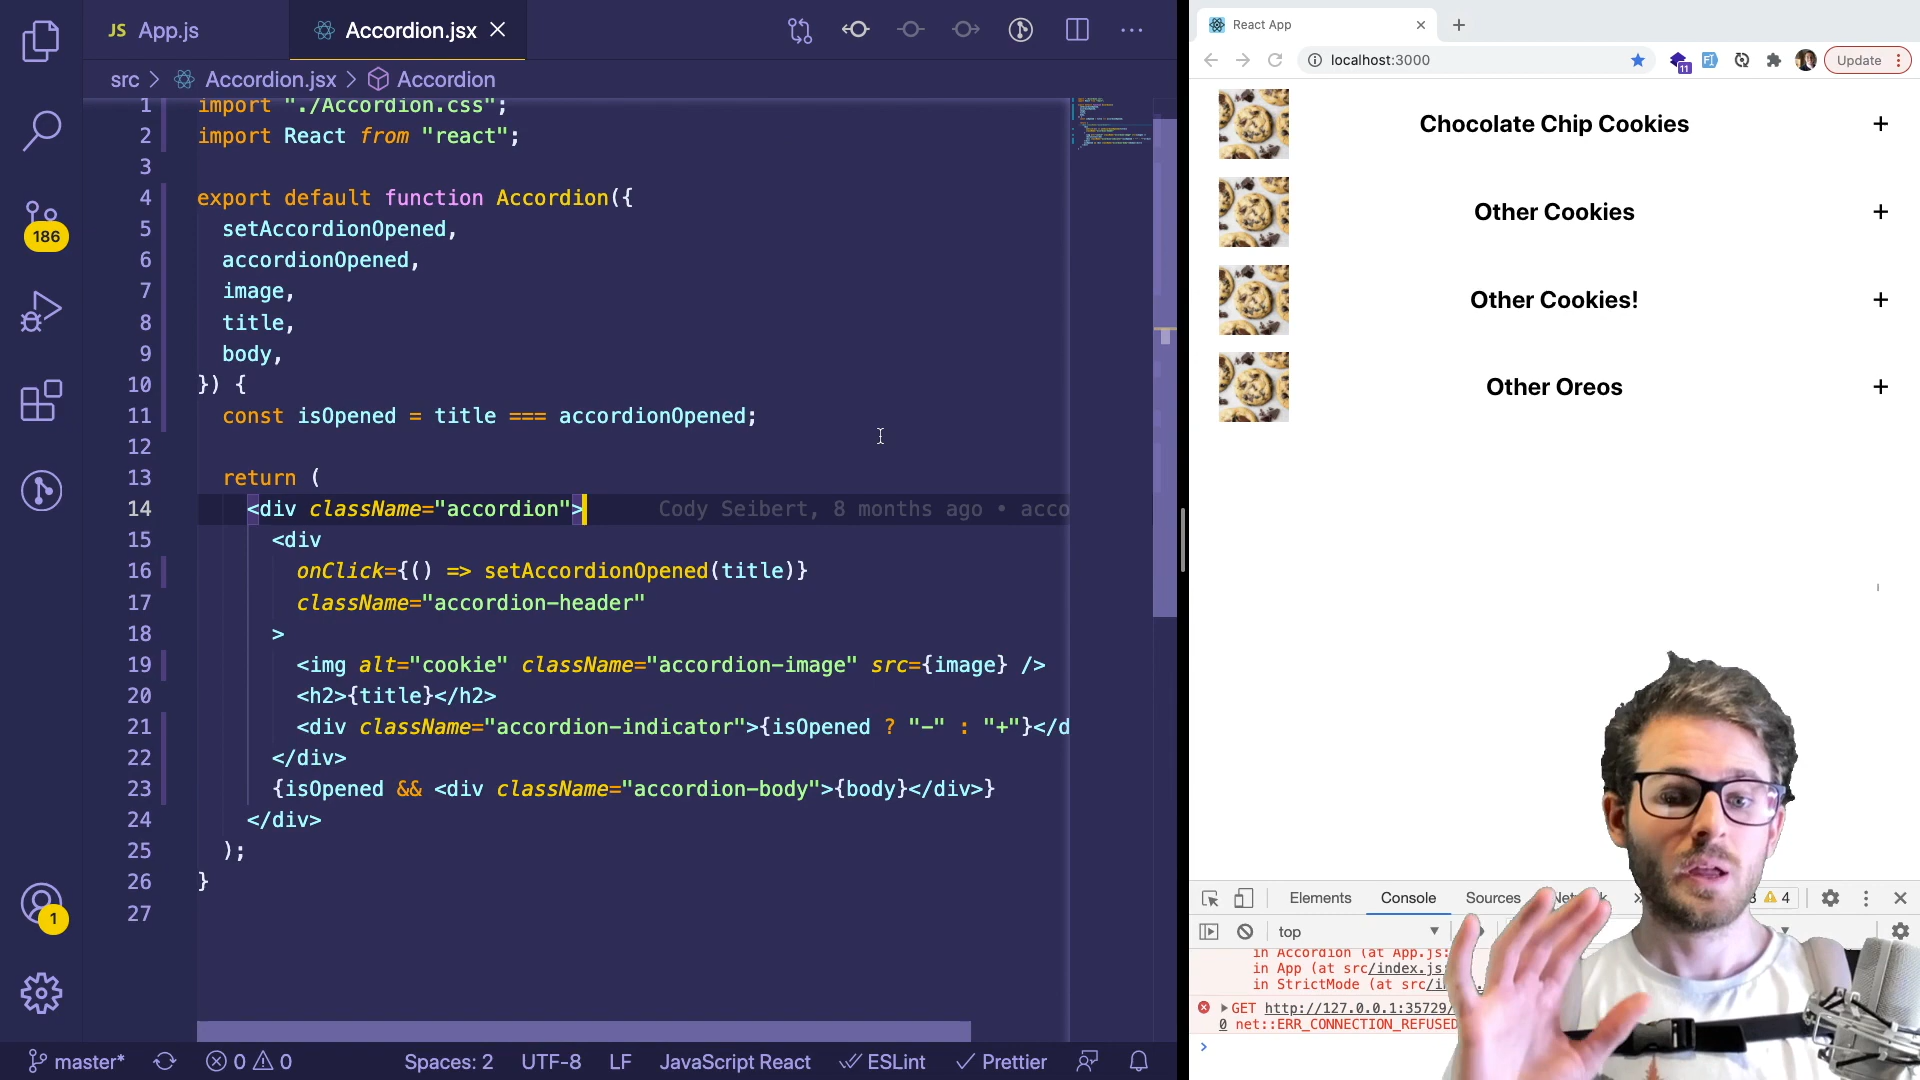 JS App.js
Accordion.jsx
src > Accordion.jsx > Accordion
1 import "./Accordion.css";
2 import React from "react";
3
4 export default function Accordion({
5 setAccordionOpened,
6 accordionOpened,
7 image,
8 title,
9 body,
10 }) {
11 const isOpened = title === accordionOpened;
12
13 return (
14 <div className="accordion"> Cody Seibert, 8 months ago • acco
15 <div
16 onClick={() => setAccordionOpened(title)}
17 className="accordion-header"
18 >
19 <img alt="cookie" className="accordion-image" src={image} />
20 <h2>{title}</h2>
21 <div className="accordion-indicator">{isOpened ? "-" : "+"}</d
22 </div>
23 {isOpened && <div className="accordion-body">{body}</div>}
24 </div>
25 );
26 }
27
186
1
master*
0 0
Spaces: 2
UTF-8
LF
JavaScript React
ESLint
Prettier
React App
localhost:3000
11
Update
Chocolate Chip Cookies +
Other Cookies +
Other Cookies! +
Other Oreos +
Elements Console Sources
4
top
in Accordion (at App.js:
in App (at src/index.js:
in StrictMode (at src/i
GET http://127.0.0.1:35729/
0 net::ERR_CONNECTION_REFUSED
>